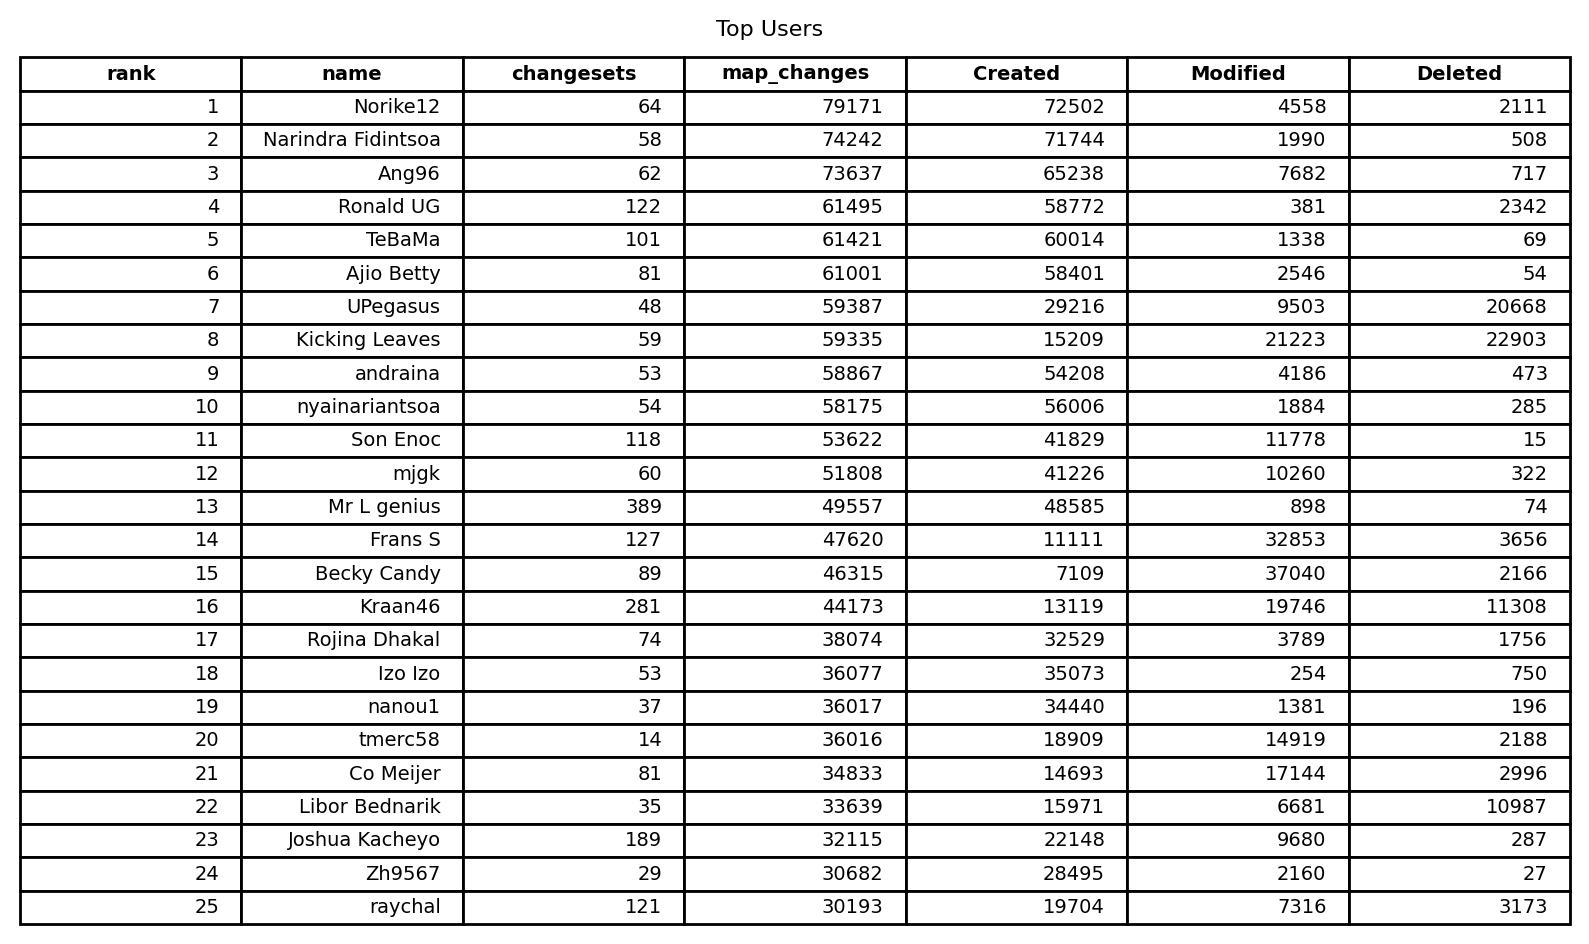 Top Users
rank name changesets map_changes Created Modified Deleted
1 Norike12 64 79171 72502 4558 2111
2 Narindra Fidintsoa 58 74242 71744 1990 508
3 Ang96 62 73637 65238 7682 717
4 Ronald UG 122 61495 58772 381 2342
5 TeBaMa 101 61421 60014 1338 69
6 Ajio Betty 81 61001 58401 2546 54
7 UPegasus 48 59387 29216 9503 20668
8 Kicking Leaves 59 59335 15209 21223 22903
9 andraina 53 58867 54208 4186 473
10 nyainariantsoa 54 58175 56006 1884 285
11 Son Enoc 118 53622 41829 11778 15
12 mjgk 60 51808 41226 10260 322
13 Mr L genius 389 49557 48585 898 74
14 Frans S 127 47620 11111 32853 3656
15 Becky Candy 89 46315 7109 37040 2166
16 Kraan46 281 44173 13119 19746 11308
17 Rojina Dhakal 74 38074 32529 3789 1756
18 Izo Izo 53 36077 35073 254 750
19 nanou1 37 36017 34440 1381 196
20 tmerc58 14 36016 18909 14919 2188
21 Co Meijer 81 34833 14693 17144 2996
22 Libor Bednarik 35 33639 15971 6681 10987
23 Joshua Kacheyo 189 32115 22148 9680 287
24 Zh9567 29 30682 28495 2160 27
25 raychal 121 30193 19704 7316 3173